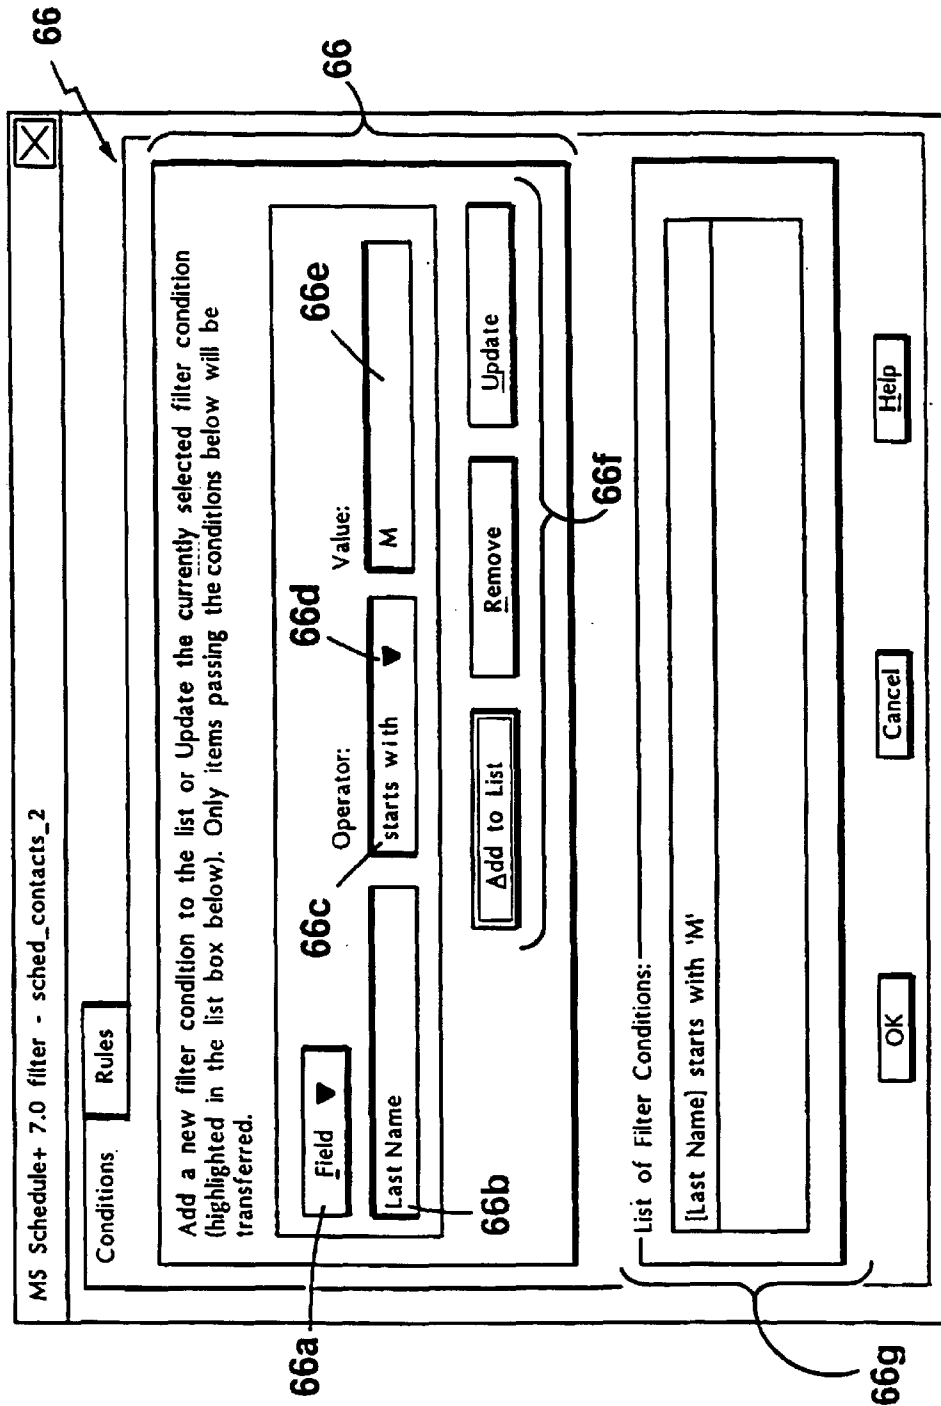 66
MS Schedule+ 7.0 filter - sched_contacts_2
Conditions
Rules
66
Add a new filter condition to the list or Update the currently selected filter condition
(highlighted in the list box below). Only items passing the conditions below will be
transferred.
66a
Field
66c
Operator:
66d
Value:
66e
66b
Last Name
starts with
M
Add to List
Remove
Update
66f
66g
List of Filter Conditions:
[Last Name] starts with 'M'
OK
Cancel
Help